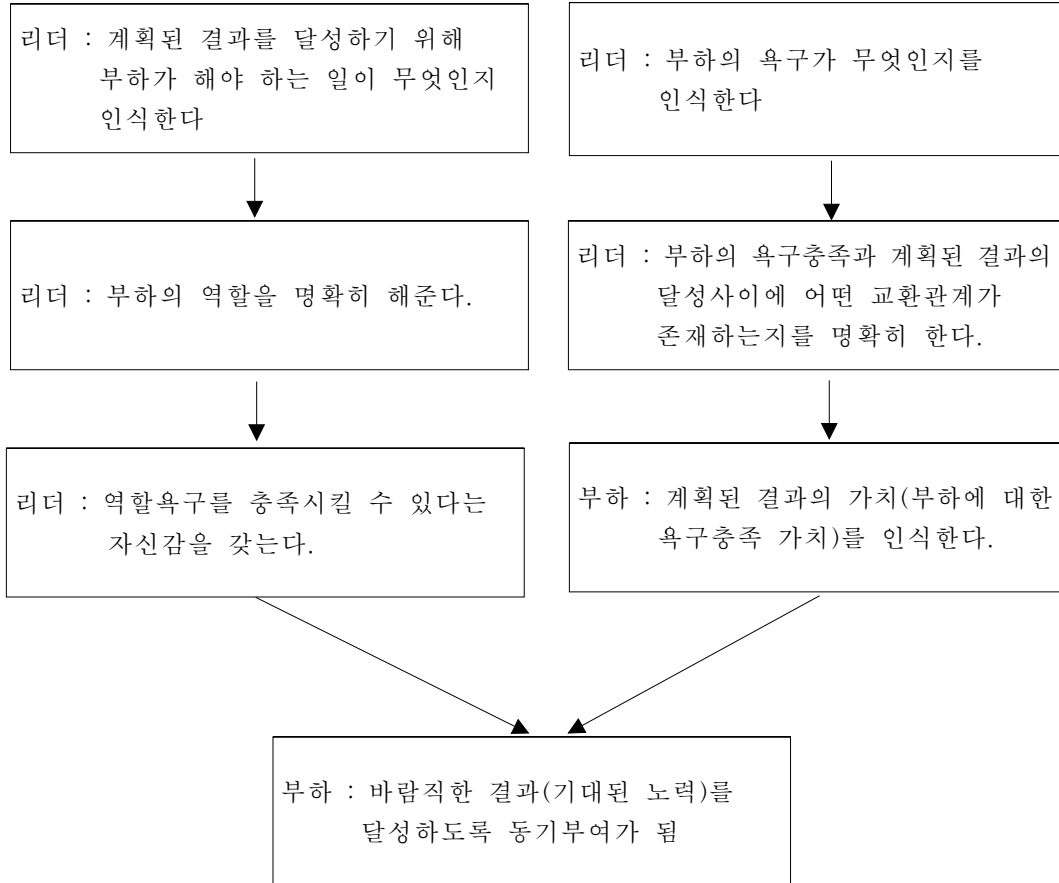 리더 : 계획된 결과를 달성하기 위해
부하가 해야 하는 일이 무엇인지
인식한다
리더 : 부하의 욕구가 무엇인지를
인식한다
리더 : 부하의 역할을 명확히 해준다.
리더 : 부하의 욕구충족과 계획된 결과의
달성사이에 어떤 교환관계가
존재하는지를 명확히 한다.
리더 : 역할욕구를 충족시킬 수 있다는
자신감을 갖는다.
부하 : 계획된 결과의 가치(부하에 대한
욕구충족 가치)를 인식한다.
부하 : 바람직한 결과(기대된 노력)를
달성하도록 동기부여가 됨